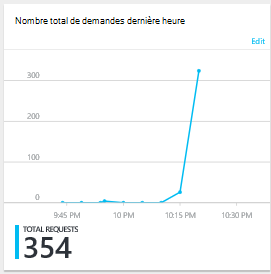 Nombre total de demandes dernière heure
Edit
300
200
100
0
9:45 PM 10 PM 10:15 PM 10:30 PM
TOTAL REQUESTS
354